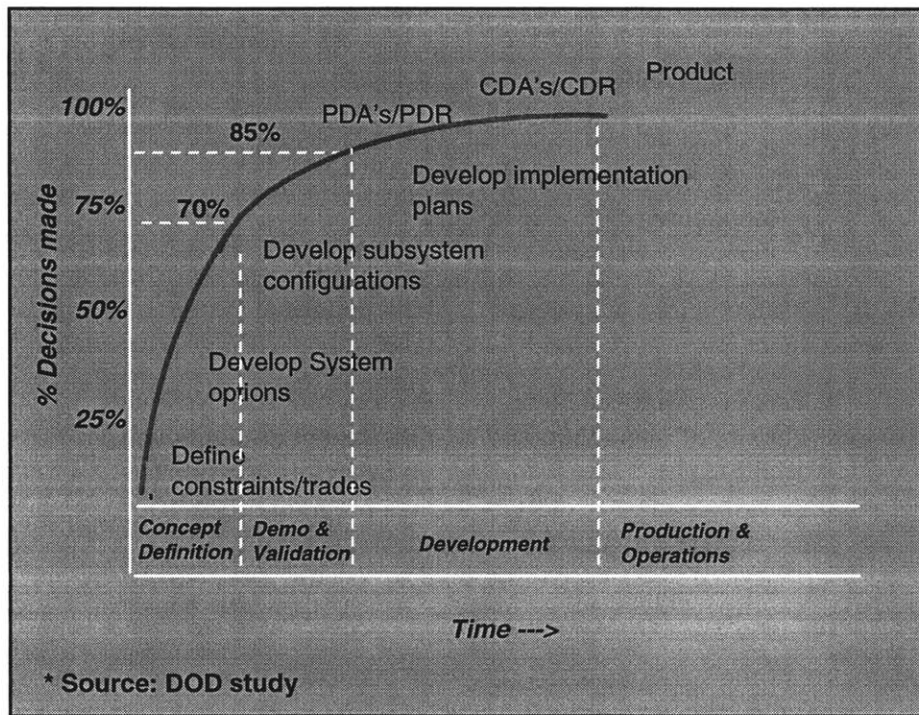 Product
CDA's/CDR
100%
PDA's/PDR
85%
Develop implementation
plans
75%
70%
Develop subsystem
configurations
50%
% Decisions made
Develop System
options
25%
Define
constraints/trades
Concept
Definition
Demo &
Validation
Development
Production &
Operations
Time --->
* Source: DOD study